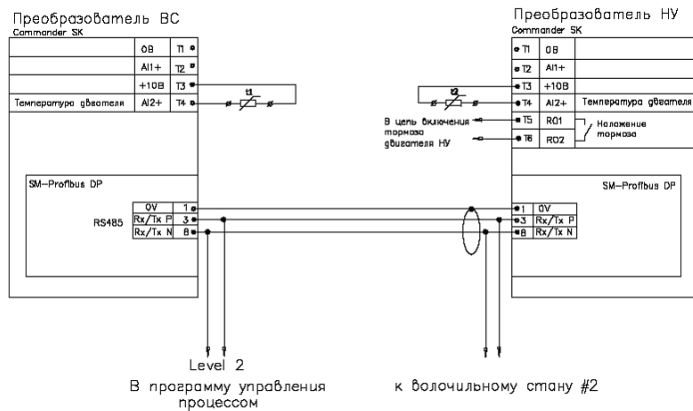 Преобразователь ВС
Commander SK
0В T1
AI1+ T2
+10В T3
Температура двгателя AI2+ T4
t1
SM-Profibus DP
RS485
0V 1
Rx/Tx P 3
Rx/Tx N 8
Преобразователь НУ
Commander SK
T1 0В
T2 AI1+
T3 +10В
t2
T4 AI2+ Температура двгателя
В цепь включения
тормоза
двигателя НУ
T5 RO1
T6 RO2
Наложение
тормоза
SM-Profibus DP
1 0V
3 Rx/Tx P
8 Rx/Tx N
Level 2
В программу управления
процессом
к волочильному стану #2